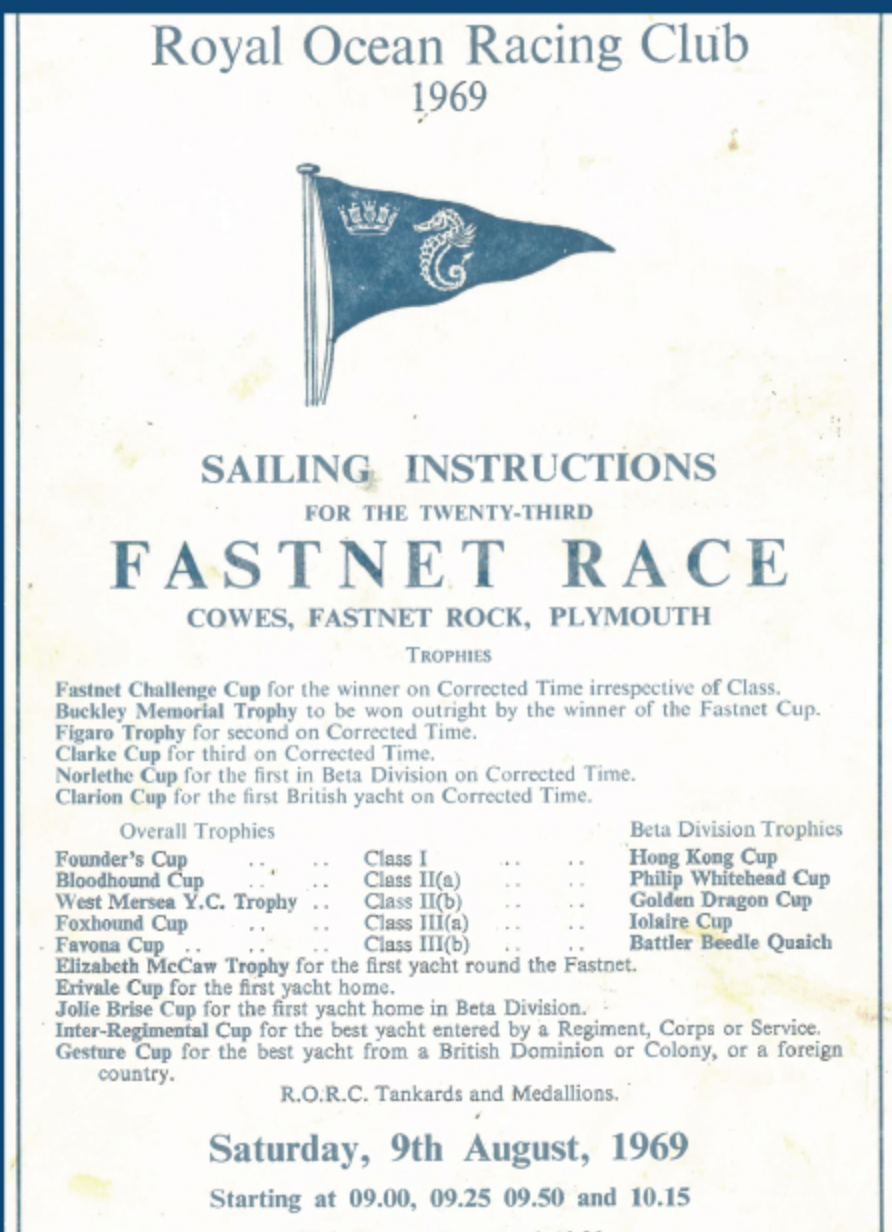 Royal Ocean Racing Club
1969
SAILING INSTRUCTIONS
FOR THE TWENTY-THIRD
FASTNET RACE
COWES, FASTNET ROCK, PLYMOUTH
TROPHIES
Fastnet Challenge Cup for the winner on Corrected Time irrespective of Class.
Buckley Memorial Trophy to be won outright by the winner of the Fastnet Cup.
Figaro Trophy for second on Corrected Time.
Clarke Cup for third on Corrected Time.
Norlethe Cup for the first in Beta Division on Corrected Time.
Clarion Cup for the first British yacht on Corrected Time.
Overall Trophies Beta Division Trophies
Founder's Cup .. .. Class I .. .. Hong Kong Cup
Bloodhound Cup .. .. Class II(a) .. .. Philip Whitehead Cup
West Mersea Y.C. Trophy .. Class II(b) .. .. Golden Dragon Cup
Foxhound Cup .. .. Class III(a) .. .. Iolaire Cup
Favona Cup .. .. .. Class III(b) .. .. Battler Beedle Quaich
Elizabeth McCaw Trophy for the first yacht round the Fastnet.
Erivale Cup for the first yacht home.
Jolie Brise Cup for the first yacht home in Beta Division.
Inter-Regimental Cup for the best yacht entered by a Regiment, Corps or Service.
Gesture Cup for the best yacht from a British Dominion or Colony, or a foreign
country.
R.O.R.C. Tankards and Medallions.
Saturday, 9th August, 1969
Starting at 09.00, 09.25 09.50 and 10.15